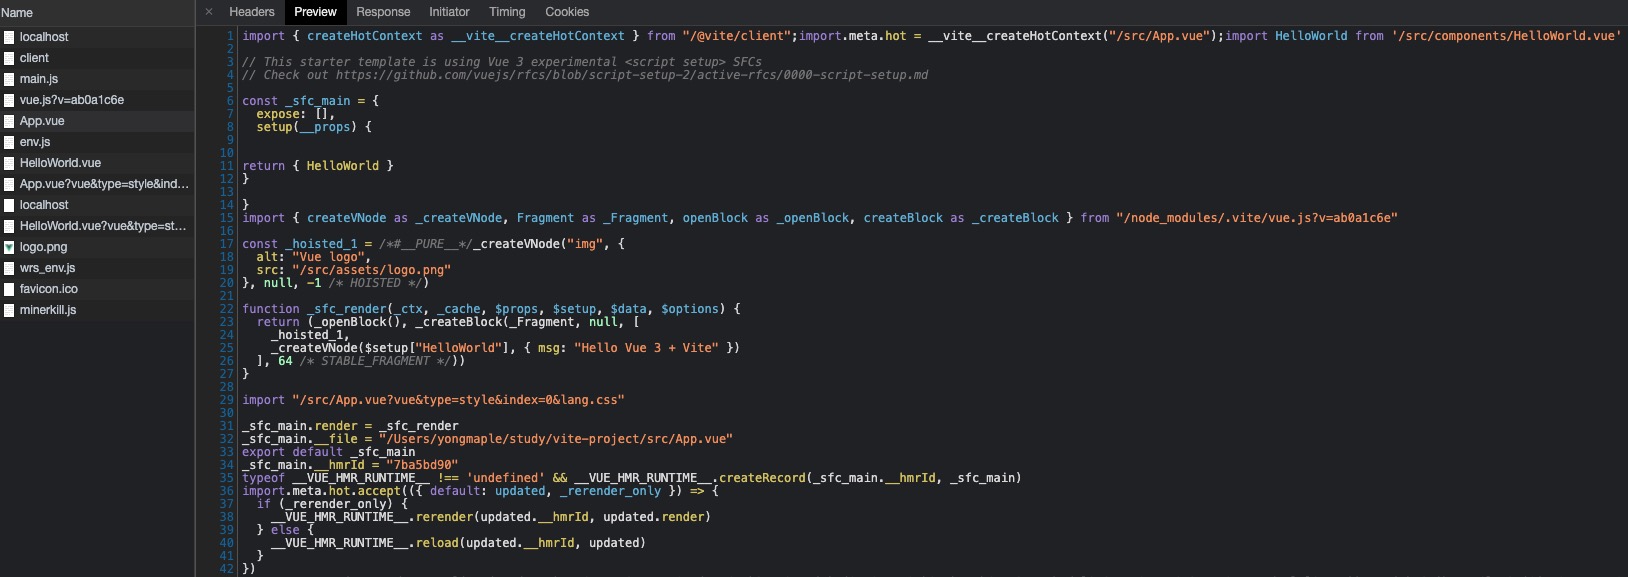 Name
localhost
client
main.js
vue.js?v=ab0a1c6e
App.vue
env.js
HelloWorld.vue
App.vue?vue&type=style&ind...
localhost
HelloWorld.vue?vue&type=st...
logo.png
wrs_env.js
favicon.ico
minerkill.js
× Headers Preview Response Initiator Timing Cookies
1 import { createHotContext as __vite__createHotContext } from "/@vite/client";import.meta.hot = __vite__createHotContext("/src/App.vue");import HelloWorld from '/src/components/HelloWorld.vue'
2
3 // This starter template is using Vue 3 experimental <script setup> SFCs
4 // Check out https://github.com/vuejs/rfcs/blob/script-setup-2/active-rfcs/0000-script-setup.md
5
6 const _sfc_main = {
7 expose: [],
8 setup(__props) {
9
10
11 return { HelloWorld }
12 }
13
14 }
15 import { createVNode as _createVNode, Fragment as _Fragment, openBlock as _openBlock, createBlock as _createBlock } from "/node_modules/.vite/vue.js?v=ab0a1c6e"
16
17 const _hoisted_1 = /*#__PURE__*/_createVNode("img", {
18 alt: "Vue logo",
19 src: "/src/assets/logo.png"
20 }, null, -1 /* HOISTED */)
21
22 function _sfc_render(_ctx, _cache, $props, $setup, $data, $options) {
23 return (_openBlock(), _createBlock(_Fragment, null, [
24 _hoisted_1,
25 _createVNode($setup["HelloWorld"], { msg: "Hello Vue 3 + Vite" })
26 ], 64 /* STABLE_FRAGMENT */))
27 }
28
29 import "/src/App.vue?vue&type=style&index=0&lang.css"
30
31 _sfc_main.render = _sfc_render
32 _sfc_main.__file = "/Users/yongmaple/study/vite-project/src/App.vue"
33 export default _sfc_main
34 _sfc_main.__hmrId = "7ba5bd90"
35 typeof __VUE_HMR_RUNTIME__ !== 'undefined' && __VUE_HMR_RUNTIME__.createRecord(_sfc_main.__hmrId, _sfc_main)
36 import.meta.hot.accept(({ default: updated, _rerender_only }) => {
37 if (_rerender_only) {
38 __VUE_HMR_RUNTIME__.rerender(updated.__hmrId, updated.render)
39 } else {
40 __VUE_HMR_RUNTIME__.reload(updated.__hmrId, updated)
41 }
42 })